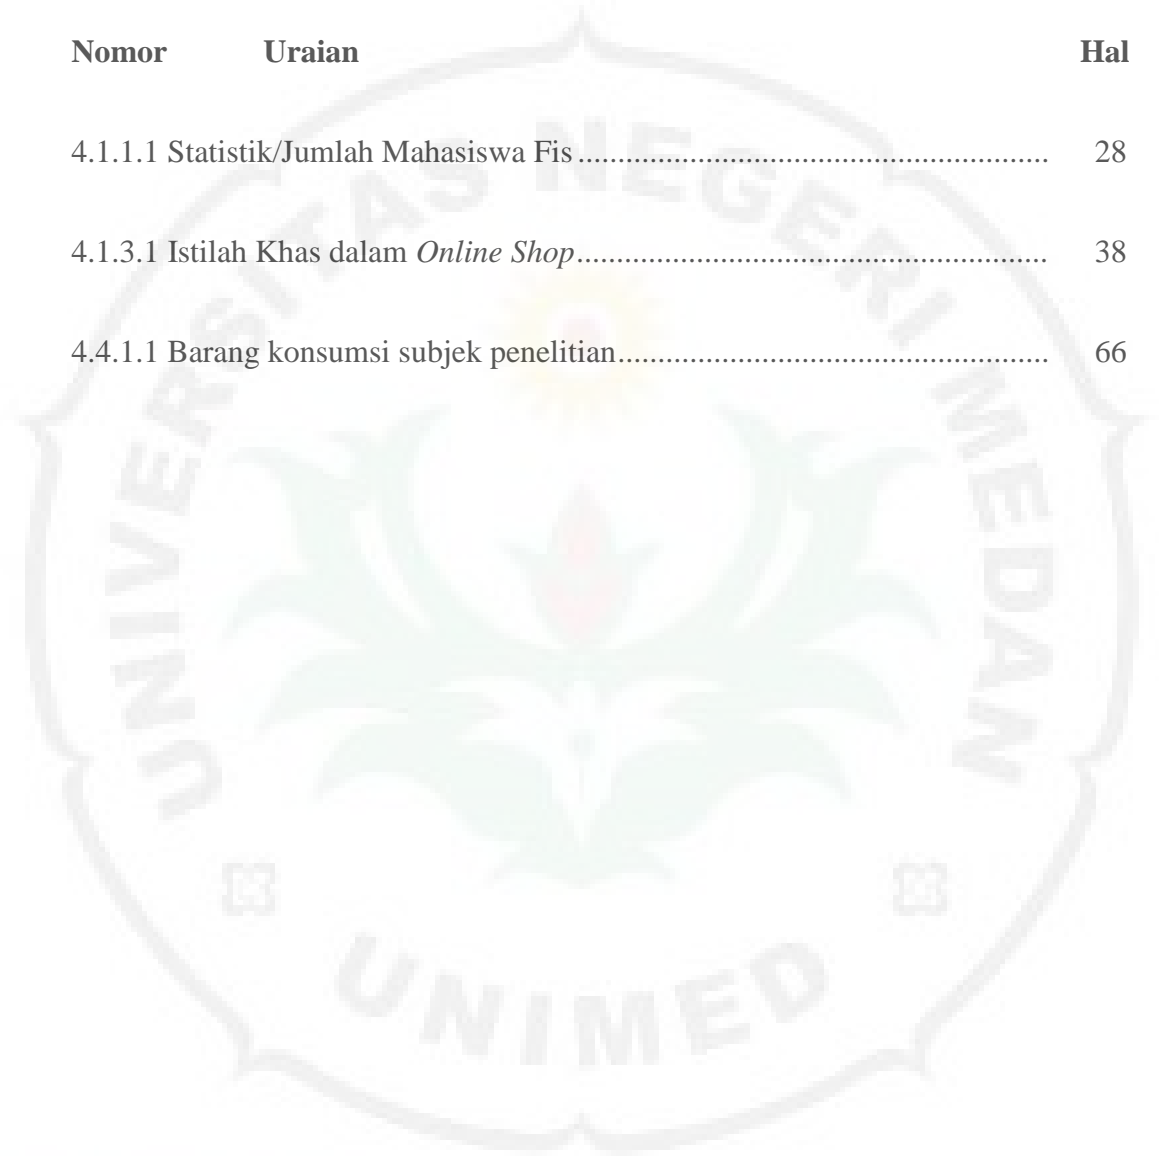 Nomor Uraian Hal
4.1.1.1 Statistik/Jumlah Mahasiswa Fis .................................................... 28
4.1.3.1 Istilah Khas dalam Online Shop.................................................... 38
4.4.1.1 Barang konsumsi subjek penelitian................................................ 66
UNIVERSITAS NEGERI MEDAN
UNIMED